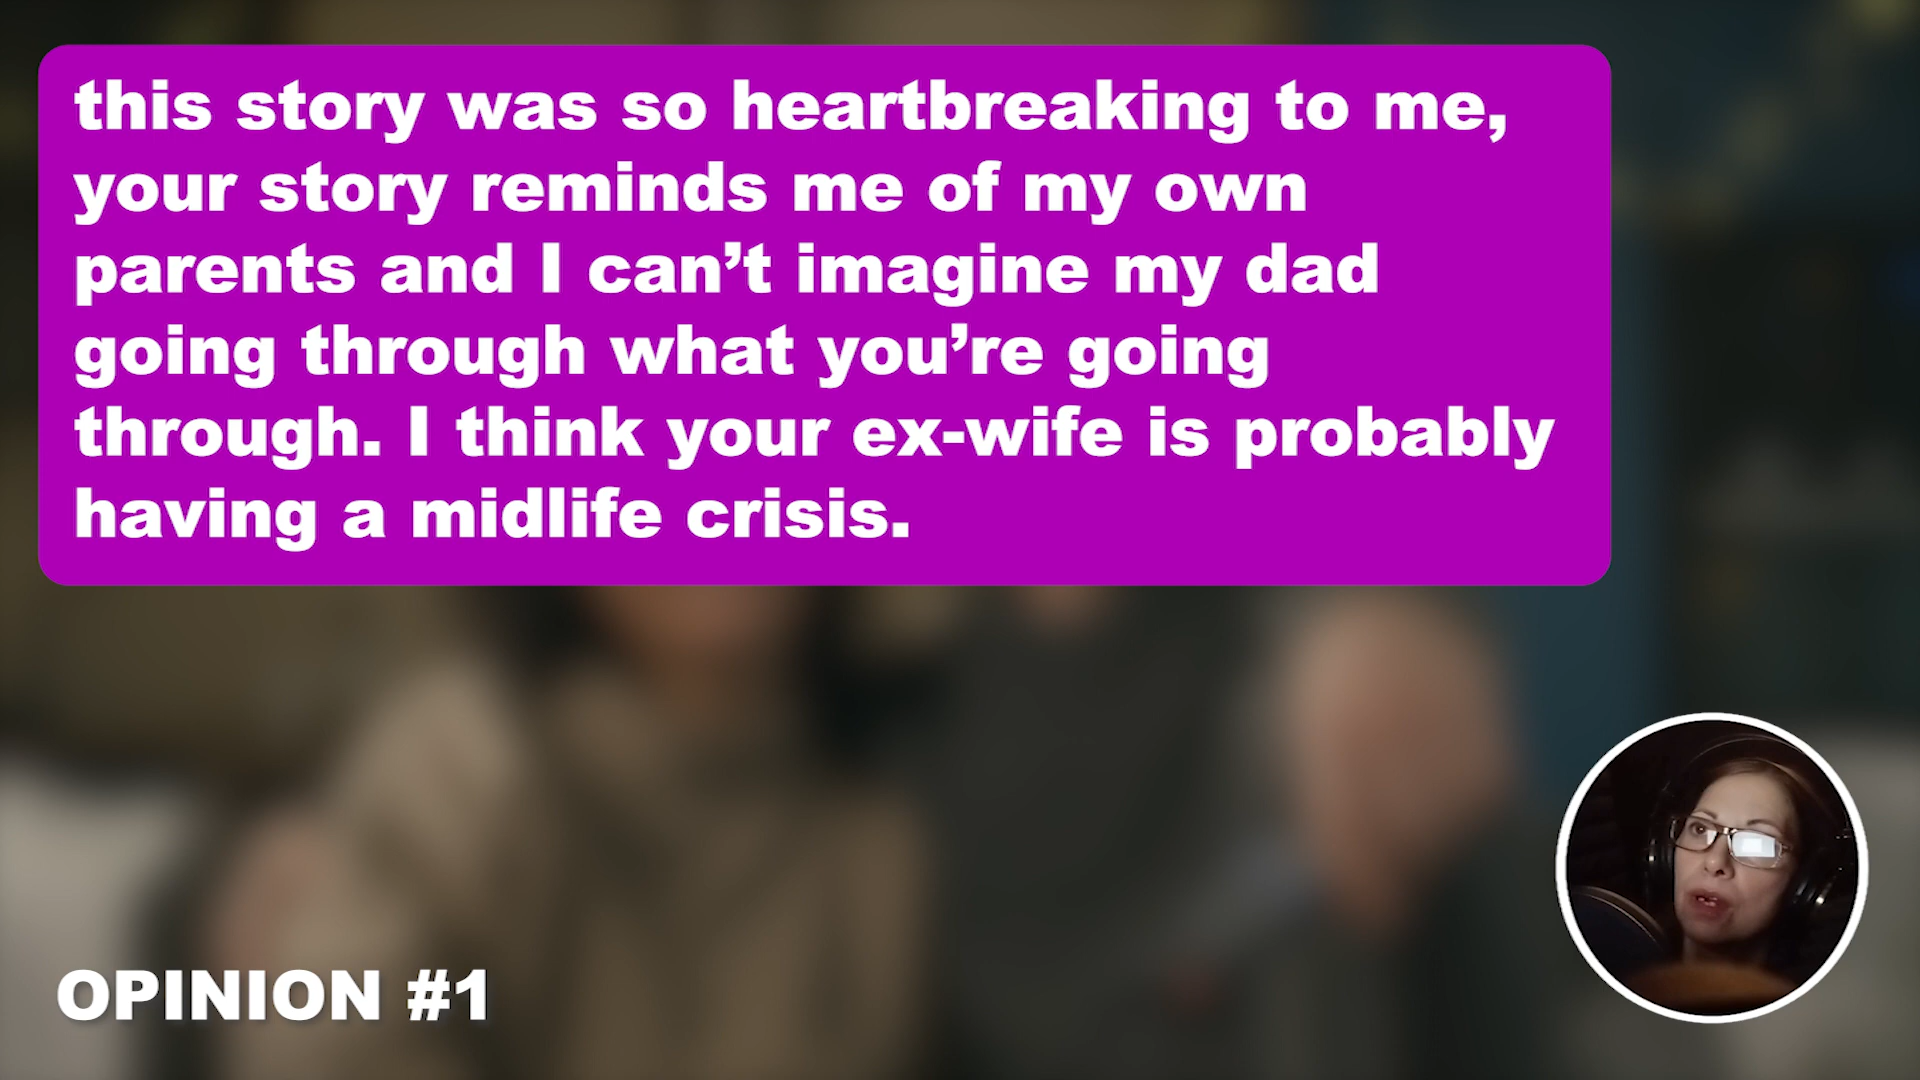 this story was so heartbreaking to me,
your story reminds me of my own
parents and I can’t imagine my dad
going through what you’re going
through. I think your ex-wife is probably
having a midlife crisis.
OPINION #1